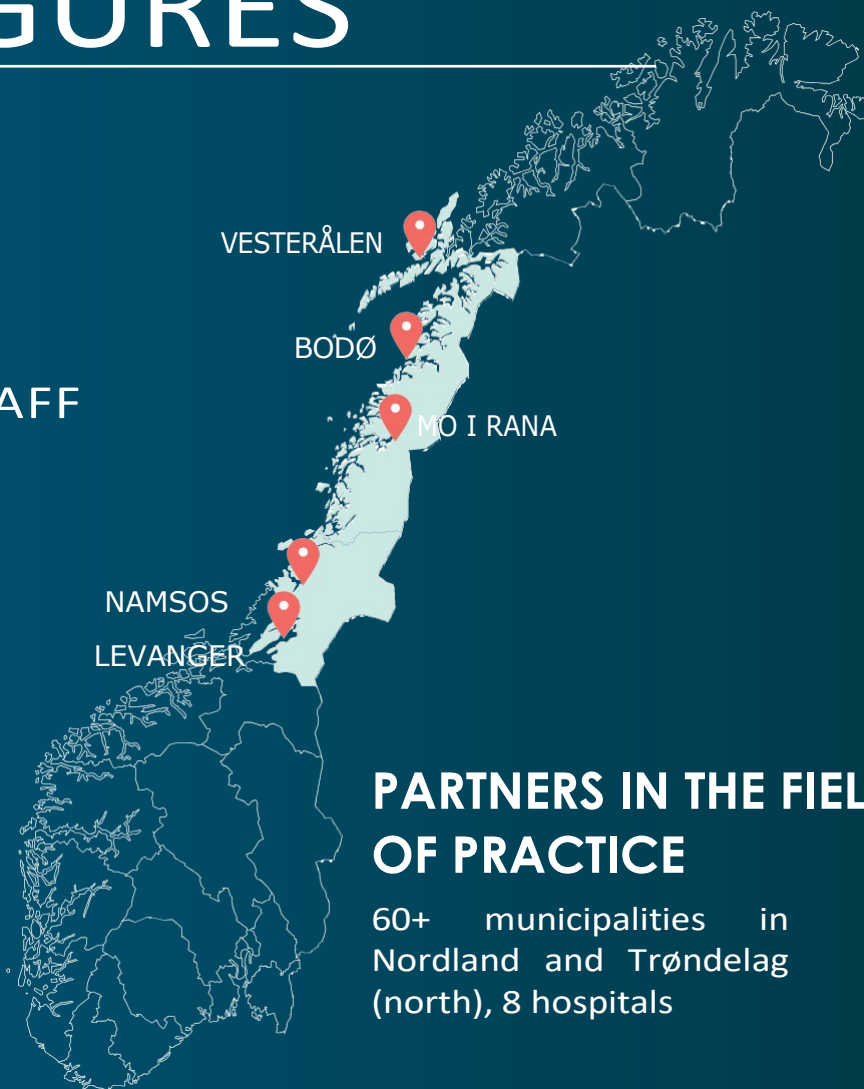 GURES
VESTERÅLEN
BODØ
AFF
MO I RANA
NAMSOS
LEVANGER
PARTNERS IN THE FIEL
OF PRACTICE
60+ municipalities in
Nordland and Trøndelag
(north), 8 hospitals